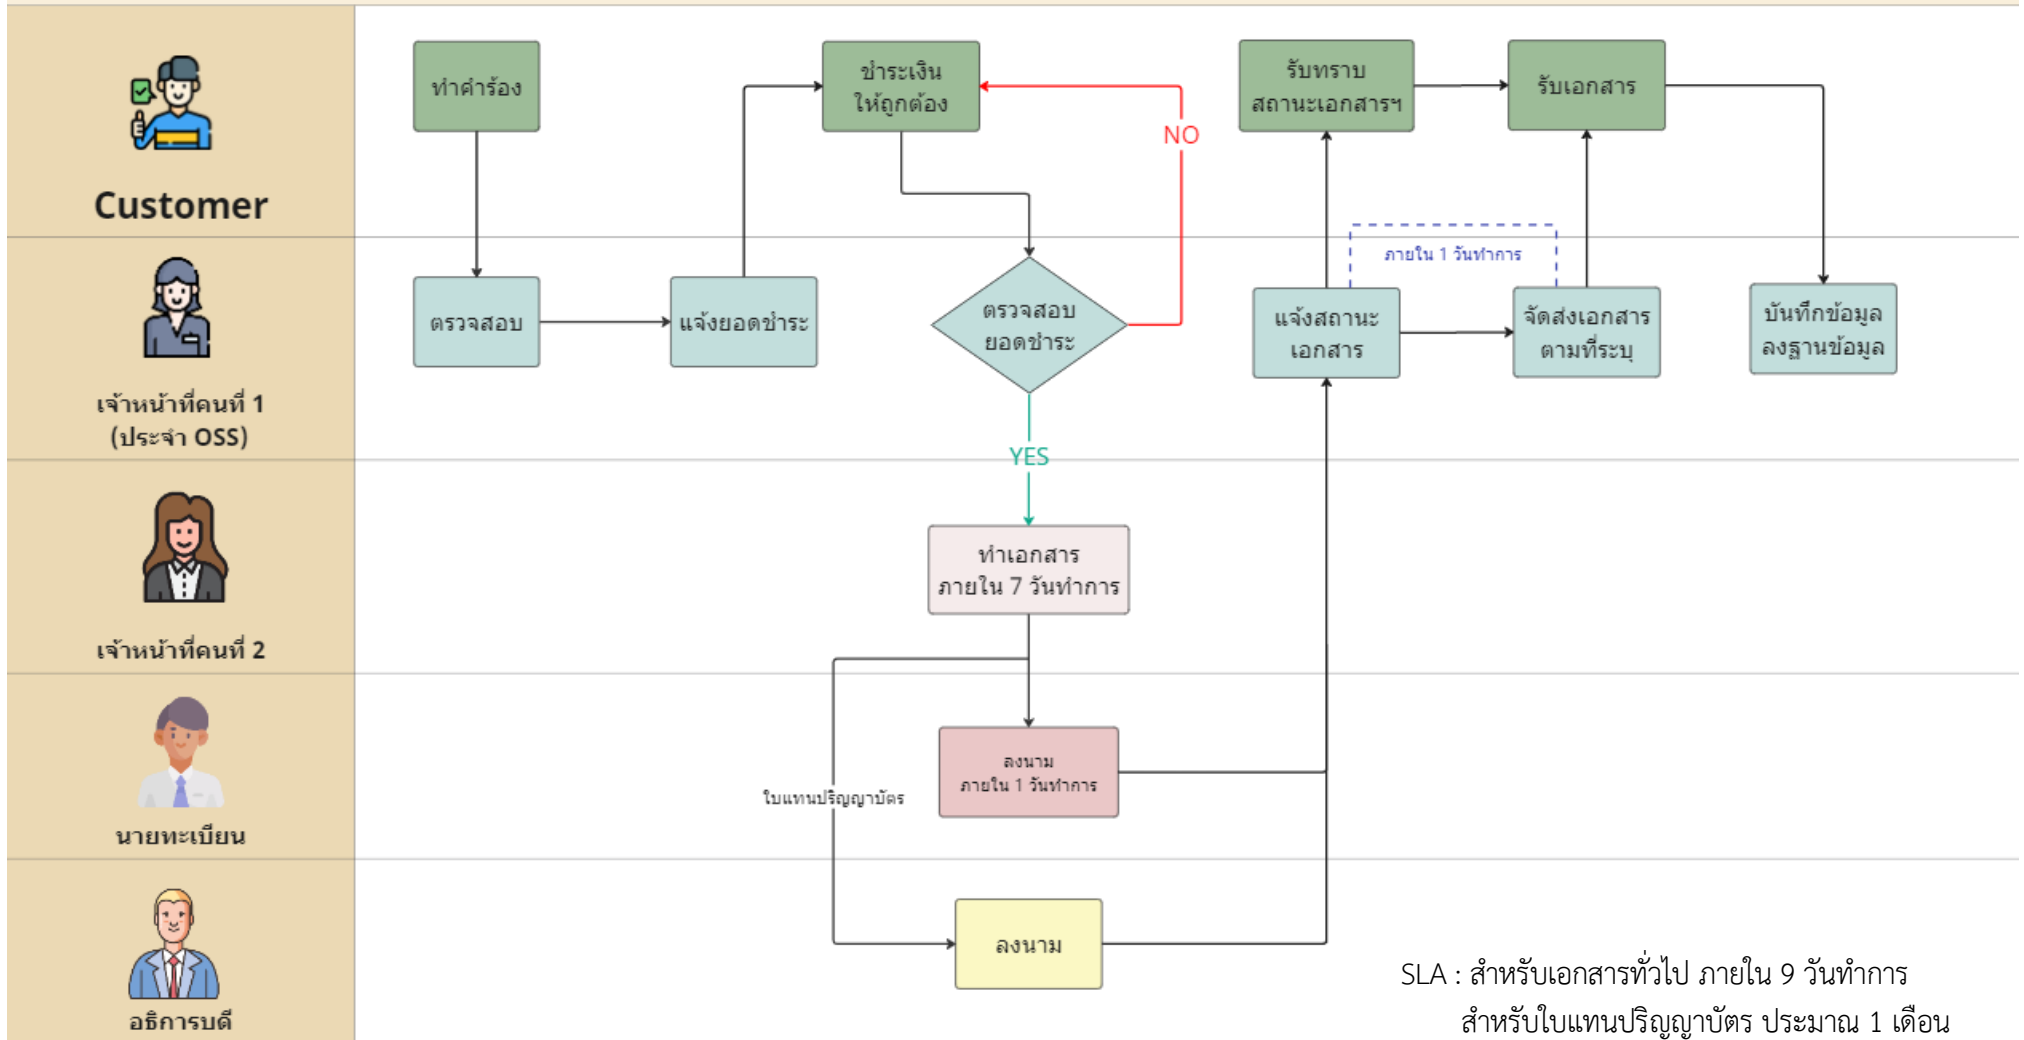 Customer
ทำคำร้อง
ชำระเงิน
ให้ถูกต้อง
NO
รับทราบ
สถานะเอกสารฯ
รับเอกสาร
เจ้าหน้าที่คนที่ 1
(ประจำ OSS)
ตรวจสอบ
แจ้งยอดชำระ
ตรวจสอบ
ยอดชำระ
YES
ภายใน 1 วันทำการ
แจ้งสถานะ
เอกสาร
จัดส่งเอกสาร
ตามที่ระบุ
บันทึกข้อมูล
ลงฐานข้อมูล
เจ้าหน้าที่คนที่ 2
ทำเอกสาร
ภายใน 7 วันทำการ
นายทะเบียน
ใบแทนปริญญาบัตร
ลงนาม
ภายใน 1 วันทำการ
อธิการบดี
ลงนาม
SLA : สำหรับเอกสารทั่วไป ภายใน 9 วันทำการ
สำหรับใบแทนปริญญาบัตร ประมาณ 1 เดือน